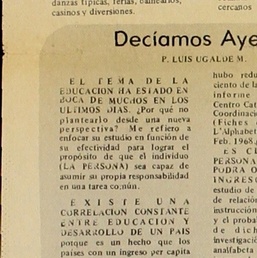 danzas típicas, ferias, balnearios,
casinos y diversiones.
cercanos
Decíamos Aye
P. LUIS UGALDE M.
EL TEMA DE LA
EDUCACION HA ESTADO EN
BOCA DE MUCHOS EN LOS
ULTIMOS DIAS. ¿Por qué no
plantearlo desde una nueva
perspectiva? Me refiero a
enfocar su estudio en función de
su efectividad para lograr el
propósito de que el individuo
(LA PERSONA) sea capaz de
asumir su propia responsabilidad
en una tarea común.
EXISTE UNA
CORRELACION CONSTANTE
ENTRE EDUCACION Y
DESARROLLO DE UN PAIS
porque es un hecho que los
países con un ingreso per capita
hubo redu
ciento de la
informe
Centro Cat
Coordinacio
(Fiches
L'Alphabet
Feb. 1968,
ES CL
PERSONA
PODRA O
INGRESO
estudio de
de relación
instrucción
y el proba
de dich
investigació
analfabeta